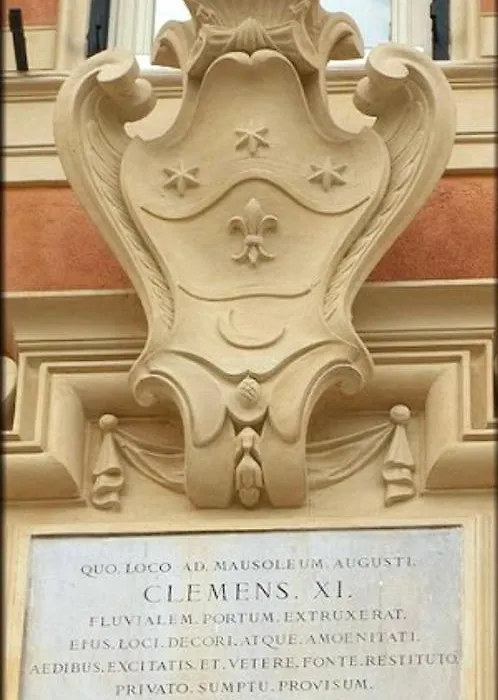 QUO. LOCO AD. MAUSOLEUM. AUGUSTI.
CLEMENS. XI.
FLUVIALEM. PORTUM. EXTRUXERAT.
EIUS. LOCI. DECORI. ATQUE. AMOENITATI.
AEDIBUS. EXCITATIS. ET. VETERE. FONTE. RESTITUTO.
PRIVATO. SUMPTU. PROVISUM.